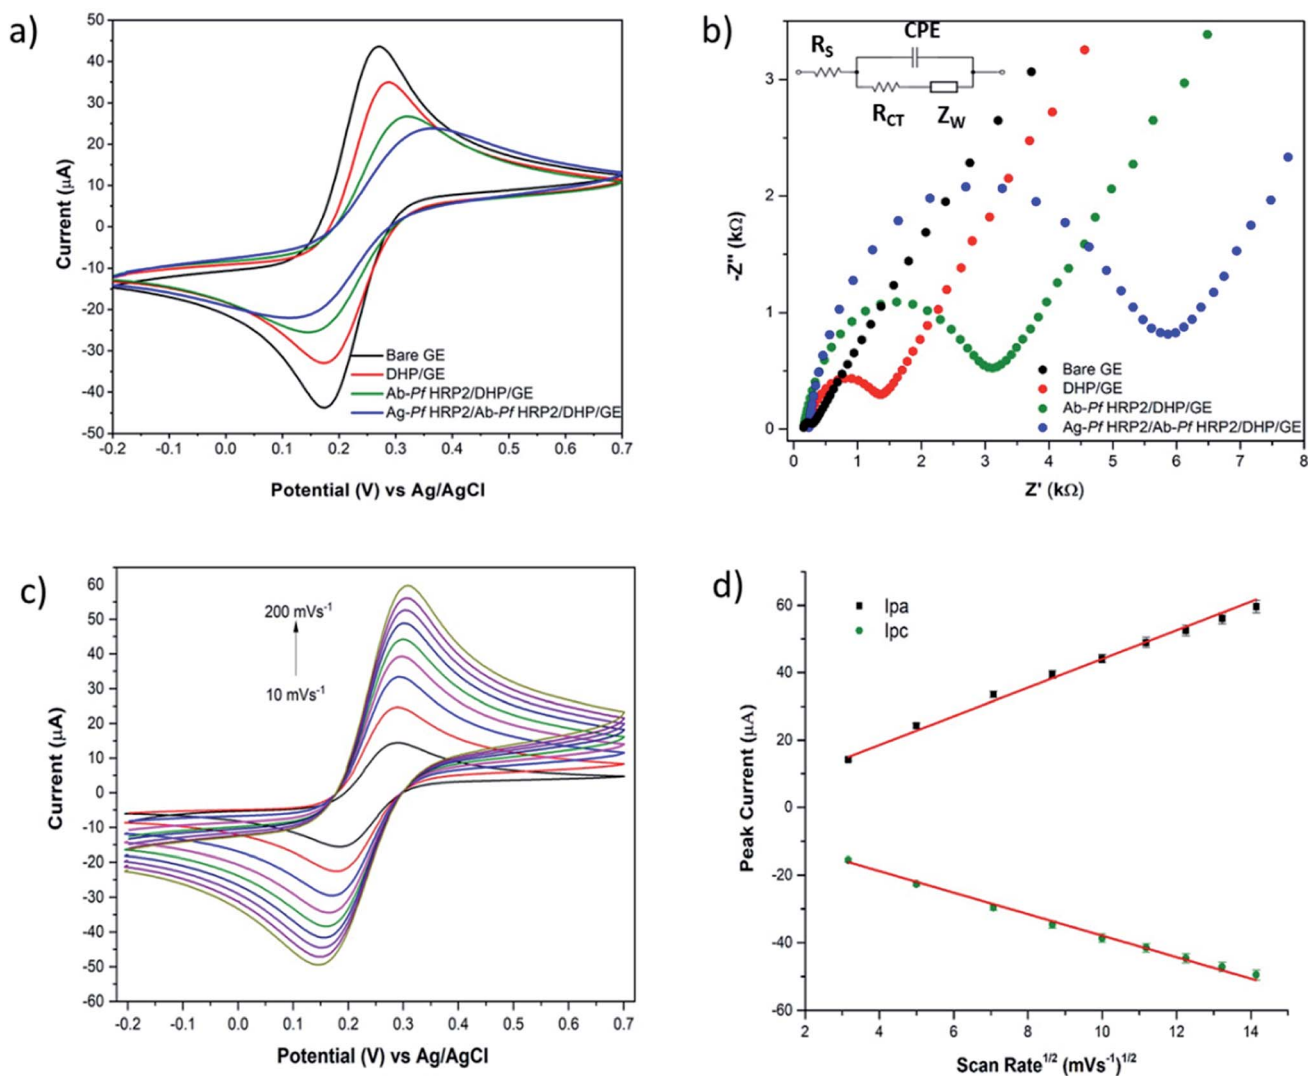 a)
50
40
30
20
10
0
-10
-20
-30
-40
-50
Current (μA)
-0.2 -0.1 0.0 0.1 0.2 0.3 0.4 0.5 0.6 0.7
Potential (V) vs Ag/AgCl
Bare GE
DHP/GE
Ab-Pf HRP2/DHP/GE
Ag-Pf HRP2/Ab-Pf HRP2/DHP/GE
b)
RS
CPE
RCT
ZW
3
2
1
0
-Z" (kΩ)
0 1 2 3 4 5 6 7 8
Z' (kΩ)
Bare GE
DHP/GE
Ab-Pf HRP2/DHP/GE
Ag-Pf HRP2/Ab-Pf HRP2/DHP/GE
c)
60
50
40
30
20
10
0
-10
-20
-30
-40
-50
-60
Current (μA)
200 mVs-1
10 mVs-1
-0.2 -0.1 0.0 0.1 0.2 0.3 0.4 0.5 0.6 0.7
Potential (V) vs Ag/AgCl
d)
60
40
20
0
-20
-40
-60
Peak Current (μA)
Ipa
Ipc
2 4 6 8 10 12 14
Scan Rate1/2 (mVs-1)1/2